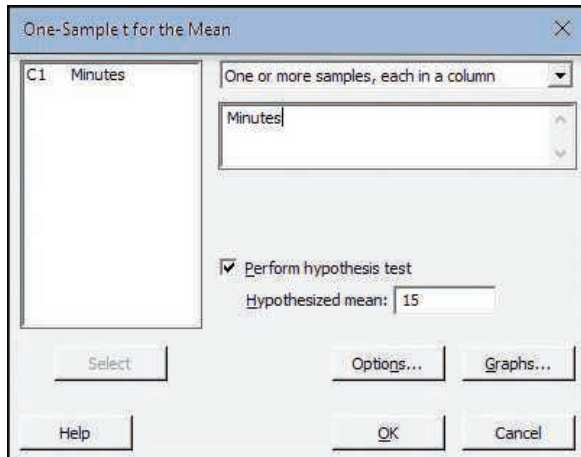 One-Sample t for the Mean
C1 Minutes
One or more samples, each in a column
Minutes
Perform hypothesis test
Hypothesized mean: 15
Select
Options...
Graphs...
Help
OK
Cancel